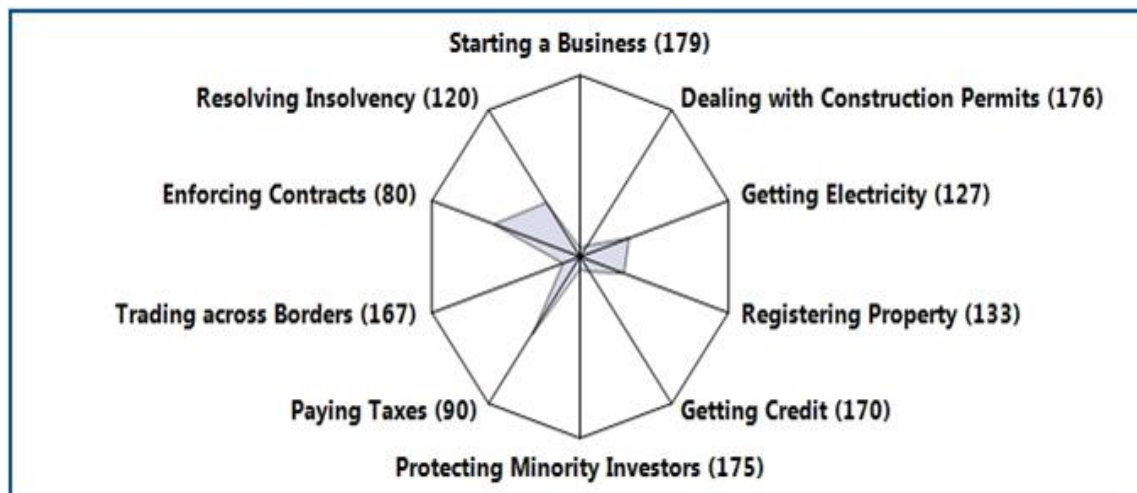 Starting a Business (179)
Resolving Insolvency (120)
Dealing with Construction Permits (176)
Enforcing Contracts (80)
Getting Electricity (127)
Trading across Borders (167)
Registering Property (133)
Paying Taxes (90)
Getting Credit (170)
Protecting Minority Investors (175)